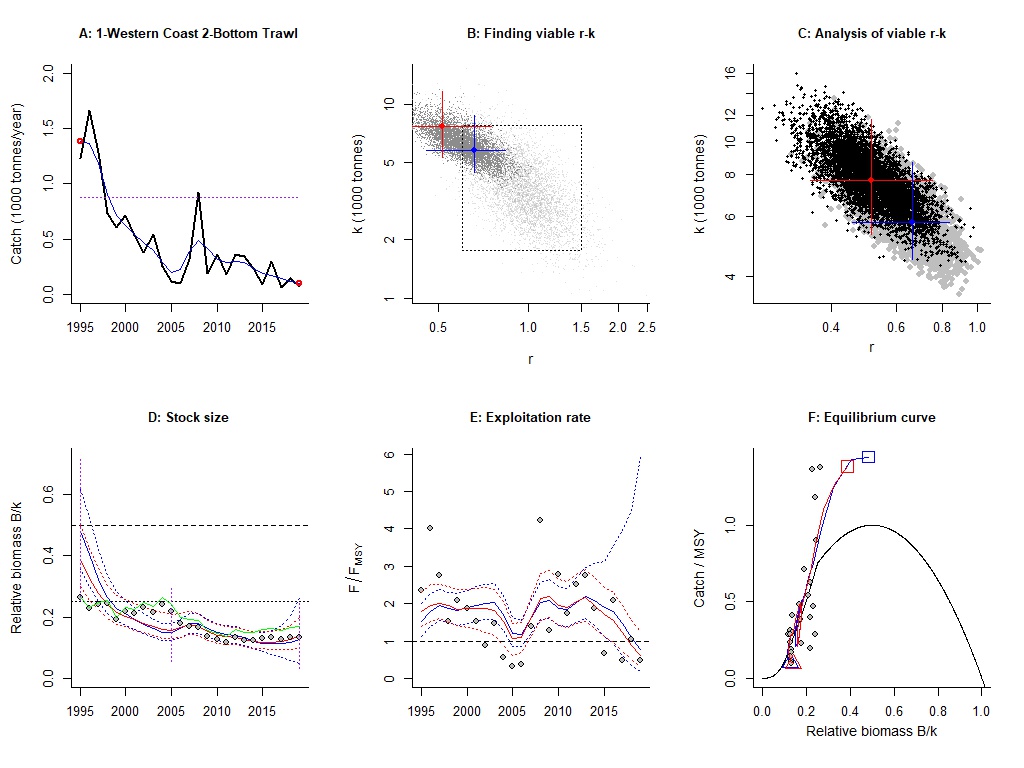 A: 1-Western Coast 2-Bottom Trawl
Catch (1000 tonnes/year)
0.0 0.5 1.0 1.5 2.0
1995 2000 2005 2010 2015
B: Finding viable r-k
k (1000 tonnes)
1 2 5 10
0.5 1.0 1.5 2.0 2.5
r
C: Analysis of viable r-k
k (1000 tonnes)
4 6 8 10 12 16
0.4 0.6 0.8 1.0
r
D: Stock size
Relative biomass B/k
0.0 0.2 0.4 0.6
1995 2000 2005 2010 2015
E: Exploitation rate
F / FMSY
0 1 2 3 4 5 6
1995 2000 2005 2010 2015
F: Equilibrium curve
Catch / MSY
0.0 0.5 1.0
0.0 0.2 0.4 0.6 0.8 1.0
Relative biomass B/k